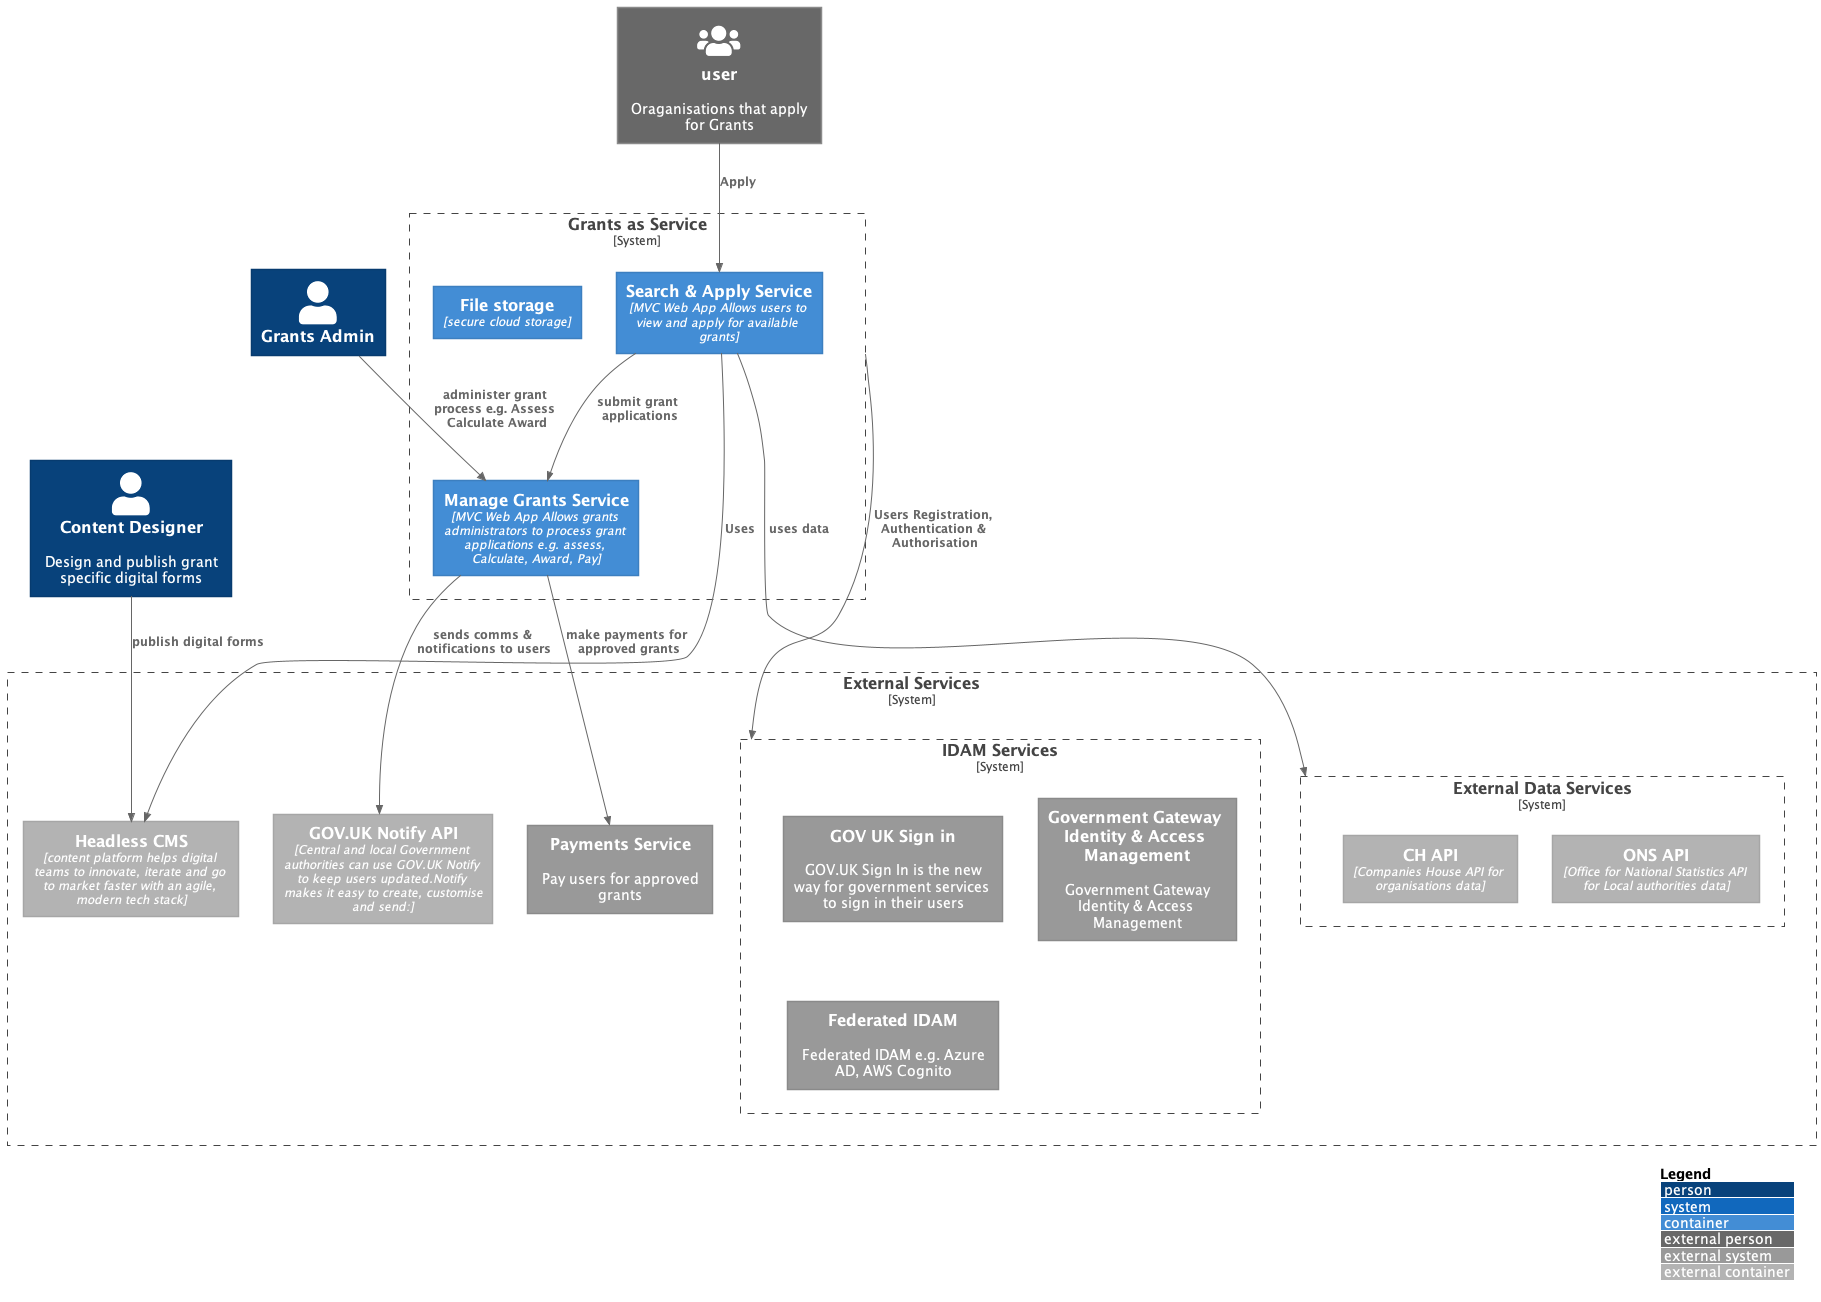 user
Oraganisations that apply
for Grants
Apply
Grants as Service
[System]
File storage
[secure cloud storage]
Search & Apply Service
[MVC Web App Allows users to
view and apply for available
grants]
Grants Admin
administer grant
process e.g. Assess
Calculate Award
submit grant
applications
Content Designer
Design and publish grant
specific digital forms
Manage Grants Service
[MVC Web App Allows grants
administrators to process grant
applications e.g. assess,
Calculate, Award, Pay]
Uses
uses data
Users Registration,
Authentication &
Authorisation
publish digital forms
sends comms &
notifications to users
make payments for
approved grants
External Services
[System]
Headless CMS
[content platform helps digital
teams to innovate, iterate and go
to market faster with an agile,
modern tech stack]
GOV.UK Notify API
[Central and local Government
authorities can use GOV.UK Notify
to keep users updated.Notify
makes it easy to create, customise
and send:]
Payments Service
Pay users for approved
grants
IDAM Services
[System]
GOV UK Sign in
GOV.UK Sign In is the new
way for government services
to sign in their users
Government Gateway
Identity & Access
Management
Government Gateway
Identity & Access
Management
Federated IDAM
Federated IDAM e.g. Azure
AD, AWS Cognito
External Data Services
[System]
CH API
[Companies House API for
organisations data]
ONS API
[Office for National Statistics API
for Local authorities data]
Legend
person
system
container
external person
external system
external container